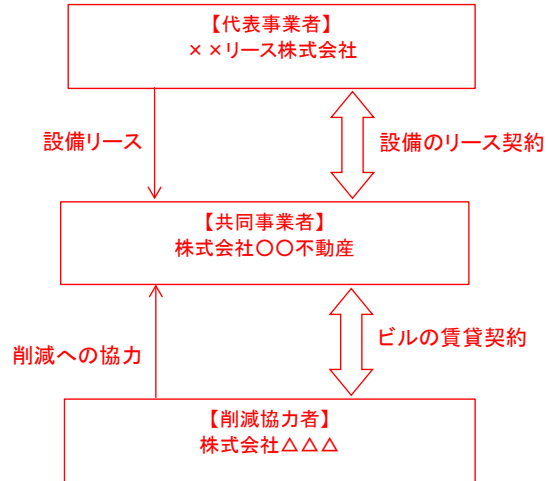 【代表事業者】
××リース株式会社
設備リース
設備のリース契約
【共同事業者】
株式会社〇〇不動産
削減への協力
ビルの賃貸契約
【削減協力者】
株式会社△△△